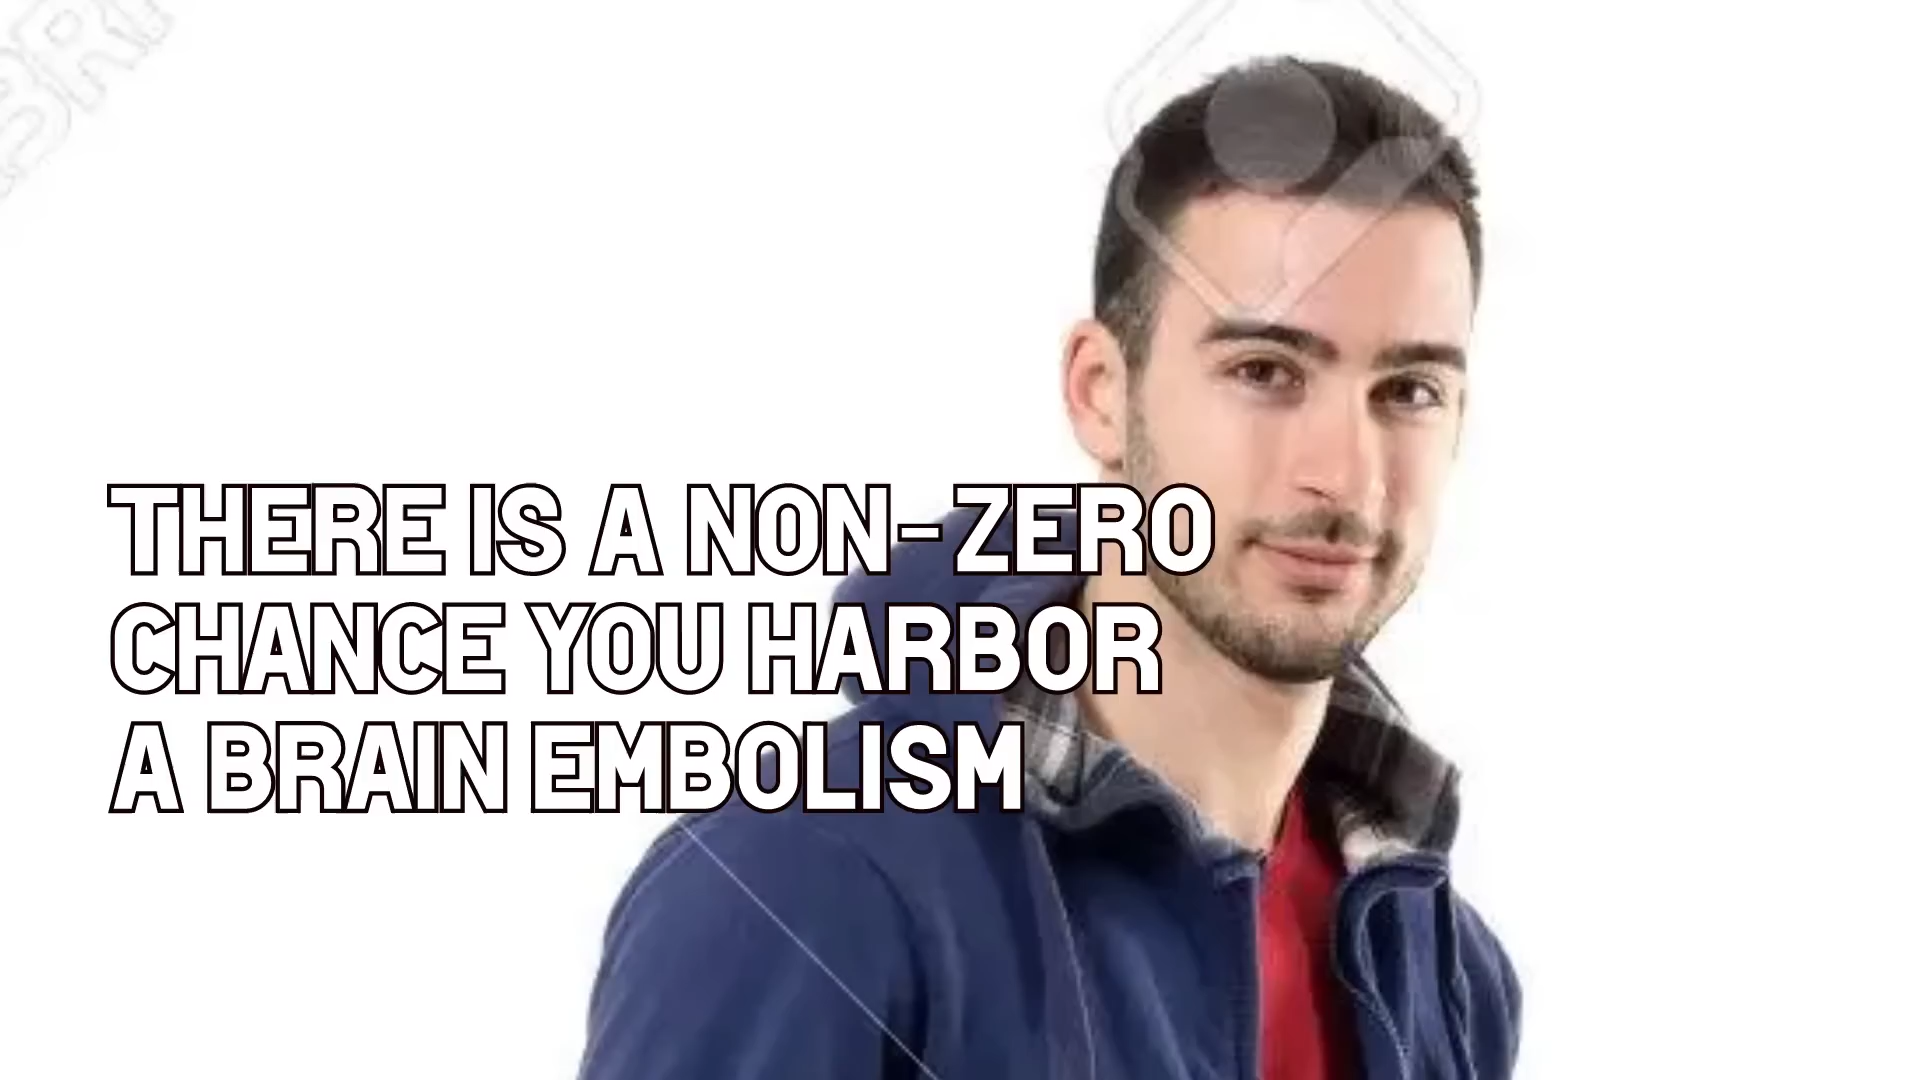 THERE IS A NON-ZERO
CHANCE YOU HARBOR
A BRAIN EMBOLISM